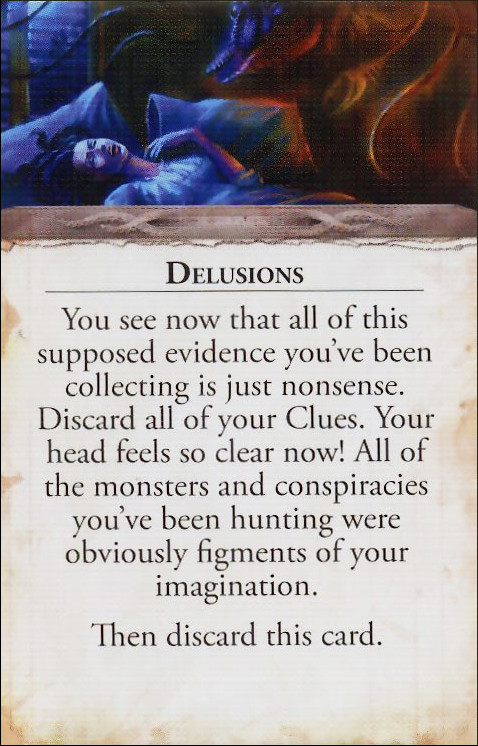 Delusions
You see now that all of this
supposed evidence you've been
collecting is just nonsense.
Discard all of your Clues. Your
head feels so clear now! All of
the monsters and conspiracies
you've been hunting were
obviously figments of your
imagination.
Then discard this card.